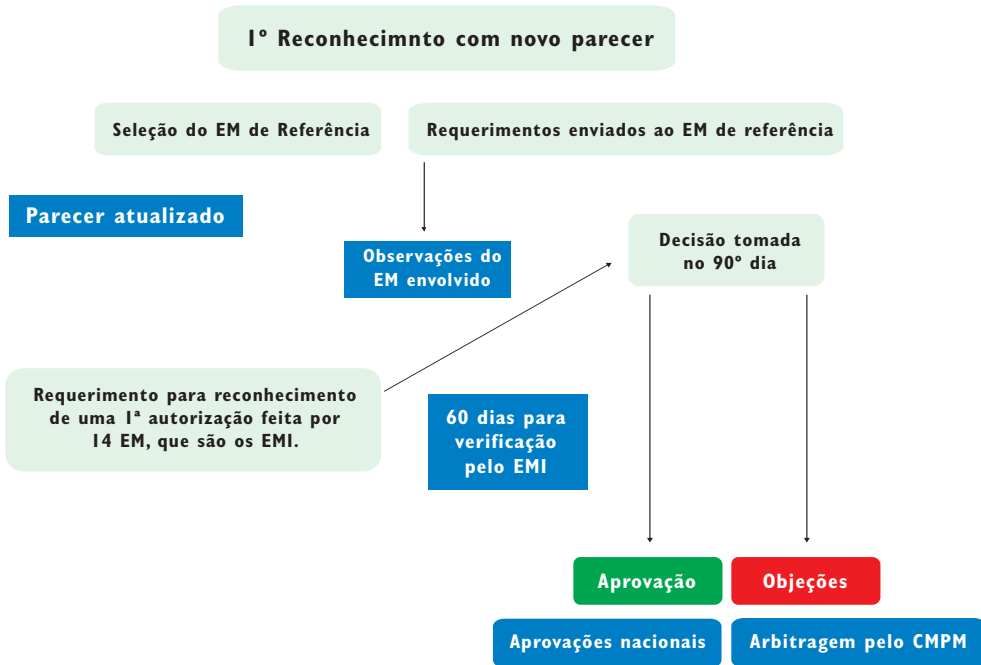 1º Reconhecimnto com novo parecer
Seleção do EM de Referência
Requerimentos enviados ao EM de referência
Parecer atualizado
Observações do
EM envolvido
Decisão tomada
no 90º dia
Requerimento para reconhecimento
de uma 1ª autorização feita por
14 EM, que são os EMI.
60 dias para
verificação
pelo EMI
Aprovação
Objeções
Aprovações nacionais
Arbitragem pelo CMPM